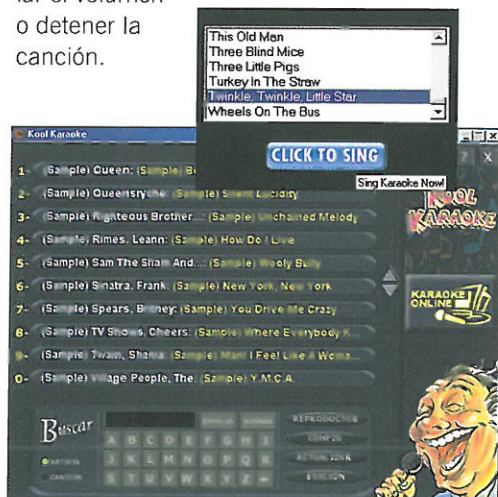 tar el volumen
o detener la
canción.
This Old Man
Three Blind Mice
Three Little Pigs
Turkey In The Straw
Twinkle, Twinkle, Little Star
Wheels On The Bus
CLICK TO SING
Sing Karaoke Now!
Kool Karaoke
? X
KOOL
KARAOKE
1- (Sample) Queen: (Sample)
2- (Sample) Queensryche: (Sample) Silent Lucidity
3- (Sample) Righteous Brother...: (Sample) Unchained Melody
4- (Sample) Rimes, Leann: (Sample) How Do I Live
5- (Sample) Sam The Sham And...: (Sample) Wooly Bully
6- (Sample) Sinatra, Frank: (Sample) New York, New York
7- (Sample) Spears, Britney: (Sample) You Drive Me Crazy
8- (Sample) TV Shows, Cheers: (Sample) Where Everybody K...
9- (Sample) Twain, Shania: (Sample) Man! I Feel Like A Woma...
0- (Sample) Village People, The: (Sample) Y.M.C.A.
KARAOKE
ONLINE
Buscar
A B C D E F G H I
J K L M N O P Q R
S T U V W X Y Z
ARTISTA
CANCION
REPRODUCTOR
CONFIG
ACTUALIZAR